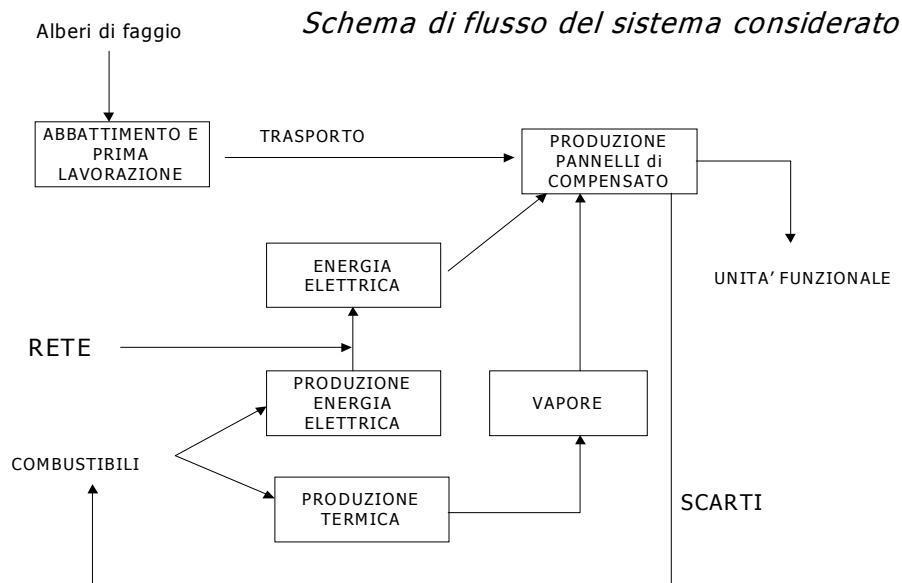 Schema di flusso del sistema considerato
Alberi di faggio
ABBATTIMENTO E
PRIMA
LAVORAZIONE
TRASPORTO
PRODUZIONE
PANNELLI di
COMPENSATO
ENERGIA
ELETTRICA
UNITA' FUNZIONALE
RETE
PRODUZIONE
ENERGIA
ELETTRICA
VAPORE
COMBUSTIBILI
PRODUZIONE
TERMICA
SCARTI